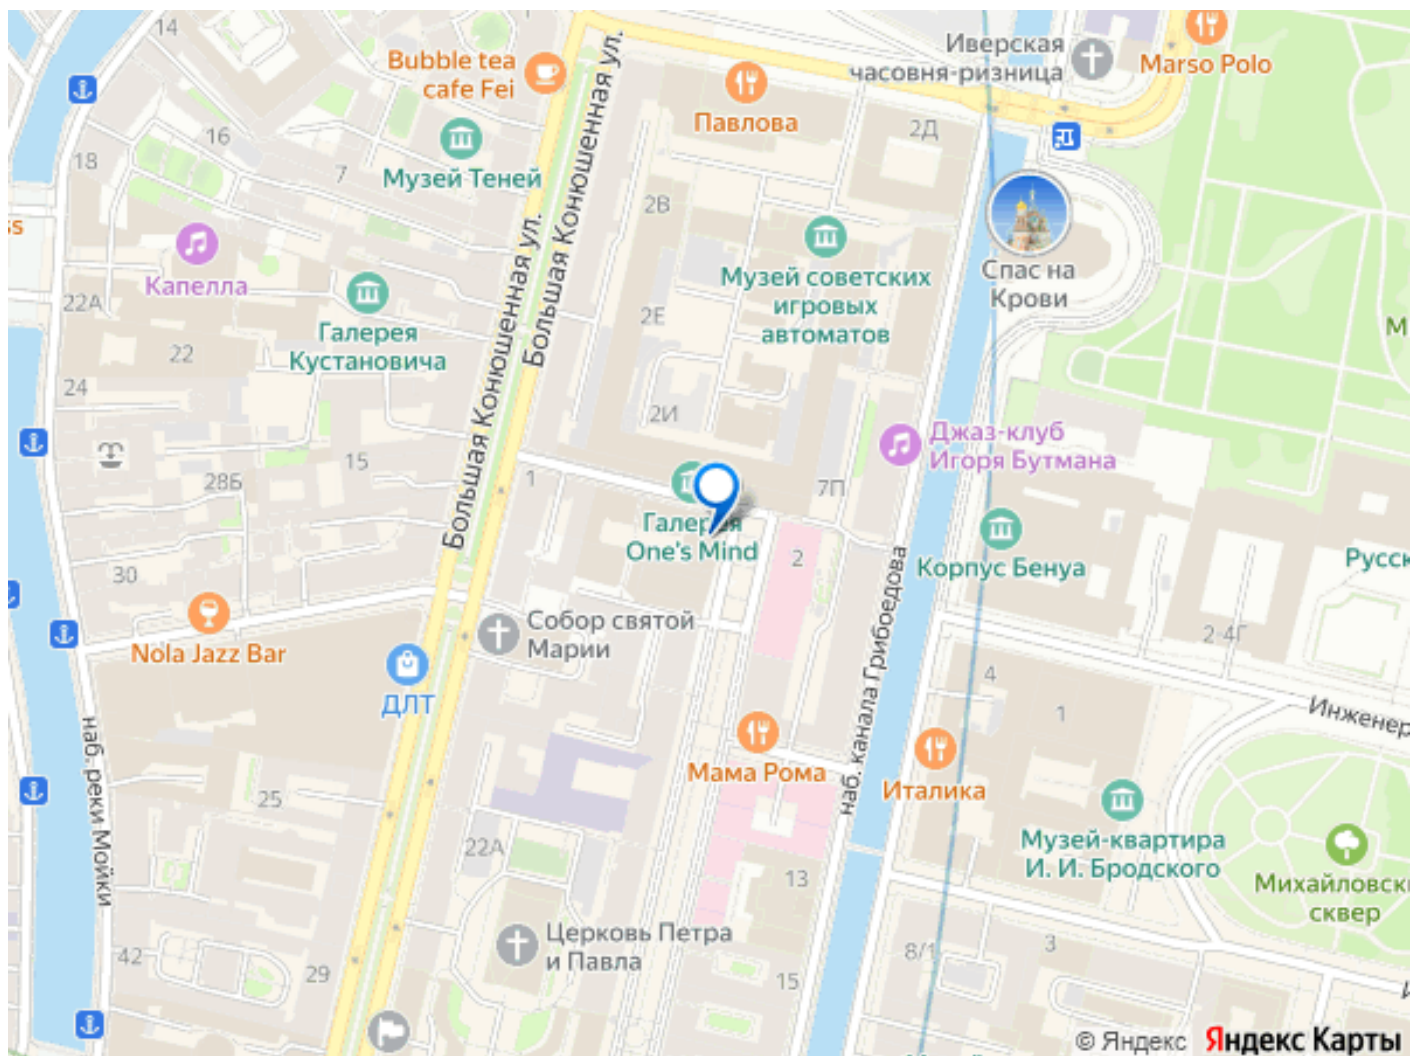 14
Bubble tea
cafe Fei
Большая Конюшенная ул.
Иверская
часовня-ризница
Marso Polo
Павлова
2Д
16
18
7
Музей Теней
2В
ss
Капелла
Музей советских
игровых
автоматов
Спас на
Крови
22А
Галерея
Кустановича
Большая Конюшенная ул.
2Е
22
24
М
2И
Джаз-клуб
Игоря Бутмана
15
28Б
1
7П
Галерея
One's Mind
2
Корпус Бенуа
Русск
30
Nola Jazz Bar
Собор святой
Марии
наб. канала Грибоедова
2-4Г
4
1
Инженер
ДЛТ
наб. реки Мойки
Мама Рома
Италика
25
22А
13
Музей-квартира
И. И. Бродского
Михайловск
сквер
Церковь Петра
и Павла
42
29
15
8/1
3
И
© Яндекс Яндекс Карты